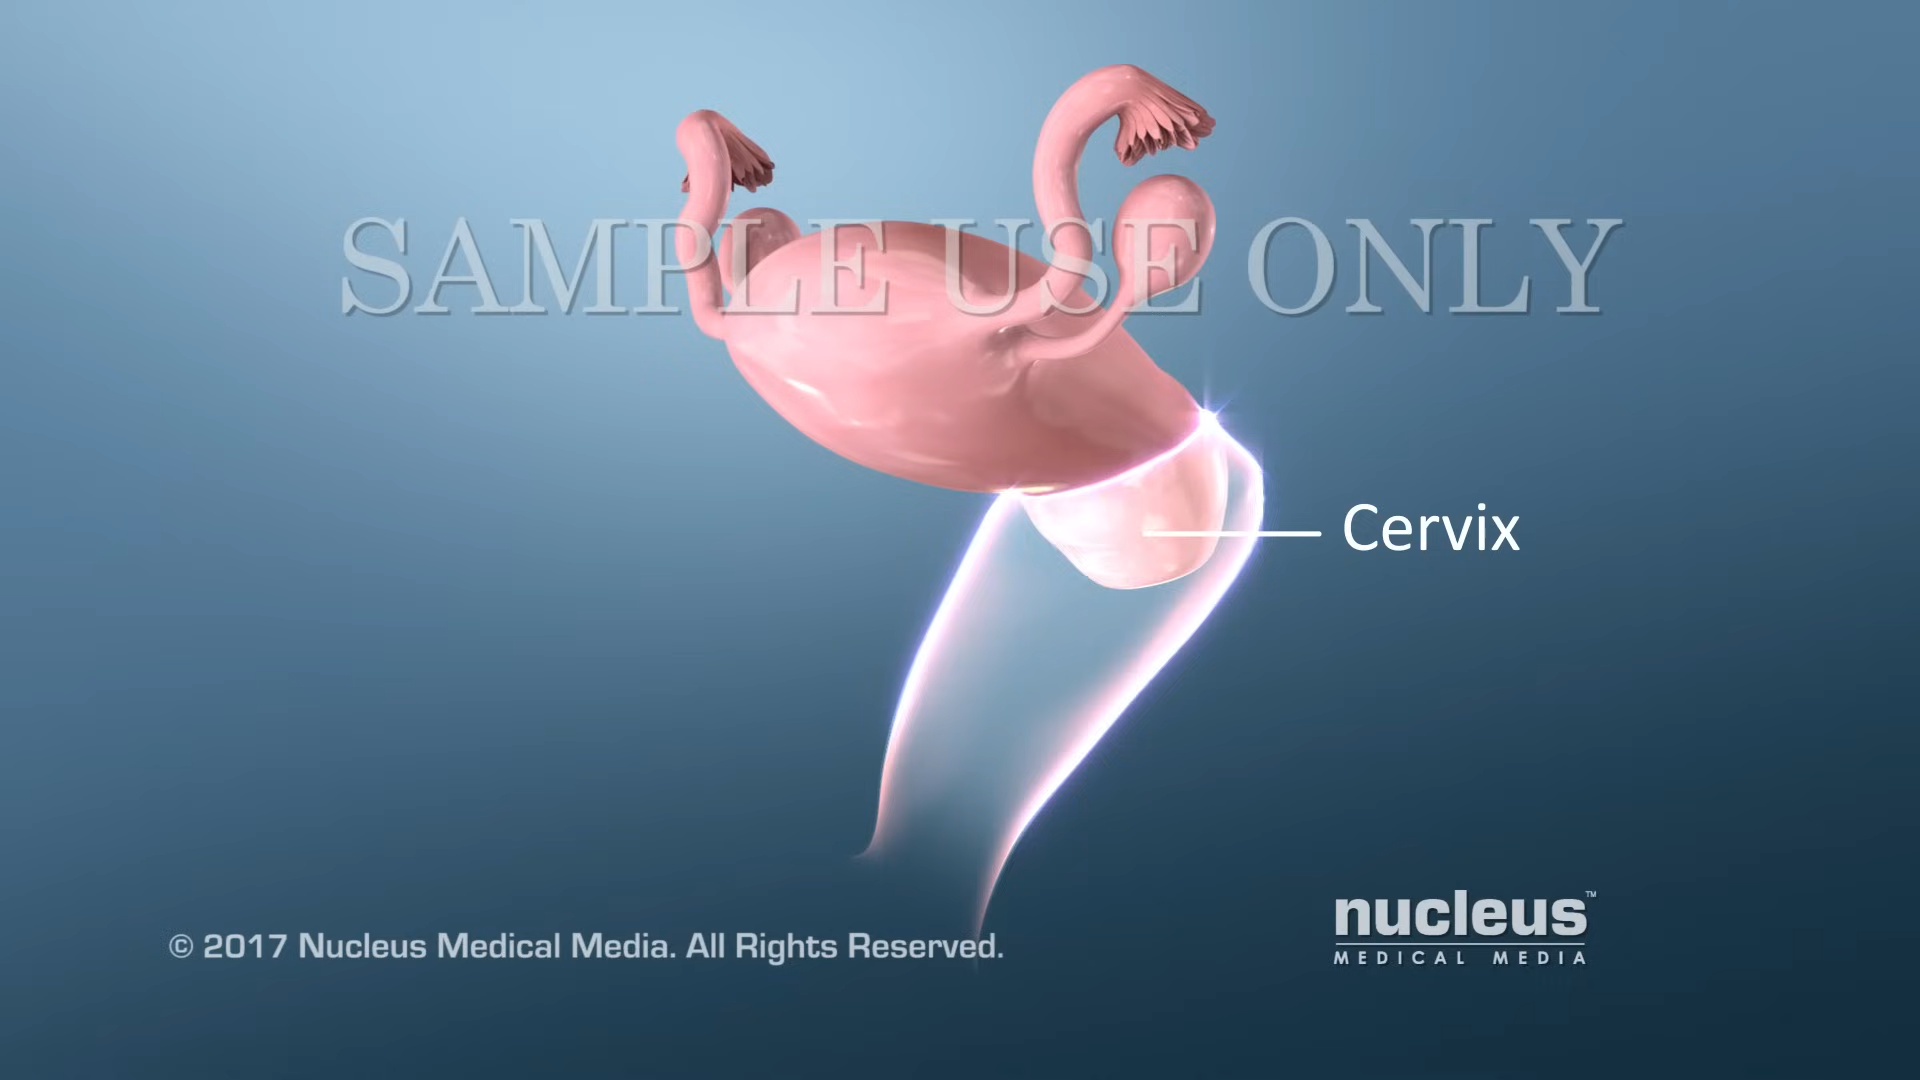 SAMPLE USE ONLY
Cervix
nucleus™
MEDICAL MEDIA
© 2017 Nucleus Medical Media. All Rights Reserved.